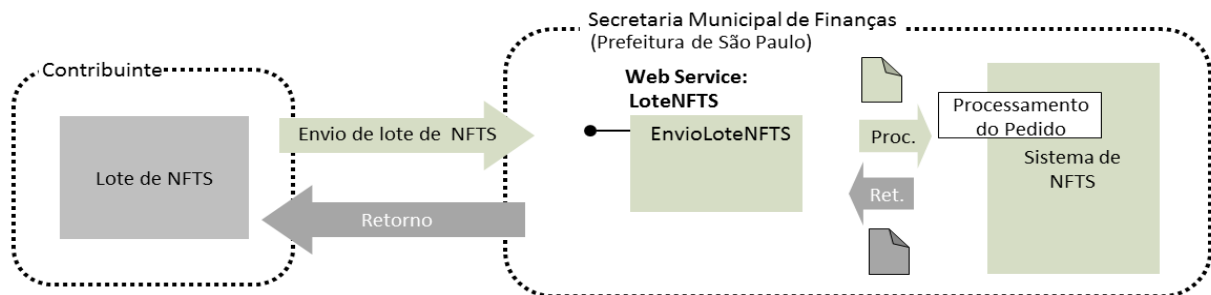 Secretaria Municipal de Finanças
(Prefeitura de São Paulo)
Contribuinte
Web Service:
LoteNFTS
Lote de NFTS
Envio de lote de NFTS
Retorno
EnvioLoteNFTS
Proc.
Ret.
Processamento
do Pedido
Sistema de
NFTS